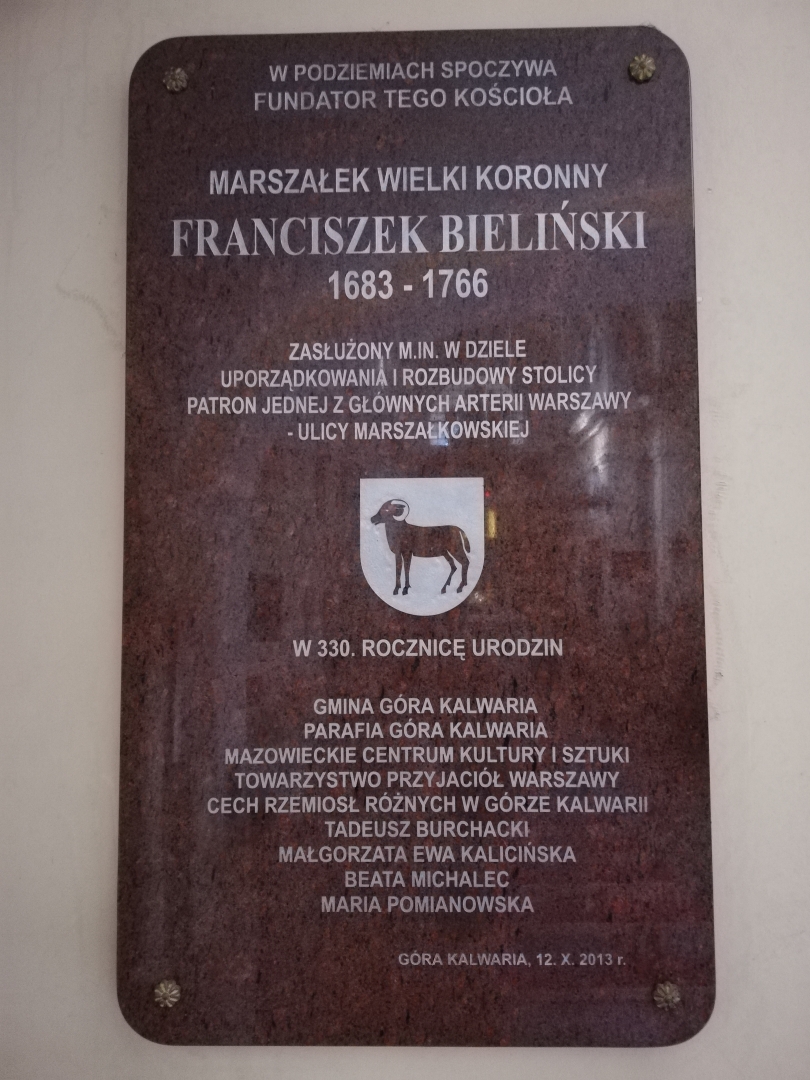 W PODZIEMIACH SPOCZYWA
FUNDATOR TEGO KOŚCIOŁA
MARSZAŁEK WIELKI KORONNY
FRANCISZEK BIELIŃSKI
1683 - 1766
ZASŁUŻONY M.IN. W DZIELE
UPORZĄDKOWANIA I ROZBUDOWY STOLICY
PATRON JEDNEJ Z GŁÓWNYCH ARTERII WARSZAWY
- ULICY MARSZAŁKOWSKIEJ
W 330. ROCZNICĘ URODZIN
GMINA GÓRA KALWARIA
PARAFIA GÓRA KALWARIA
MAZOWIECKIE CENTRUM KULTURY I SZTUKI
TOWARZYSTWO PRZYJACIÓŁ WARSZAWY
CECH RZEMIOSŁ RÓŻNYCH W GÓRZE KALWARII
TADEUSZ BURCHACKI
MAŁGORZATA EWA KALICIŃSKA
BEATA MICHALEC
MARIA POMIANOWSKA
GÓRA KALWARIA, 12. X. 2013 r.